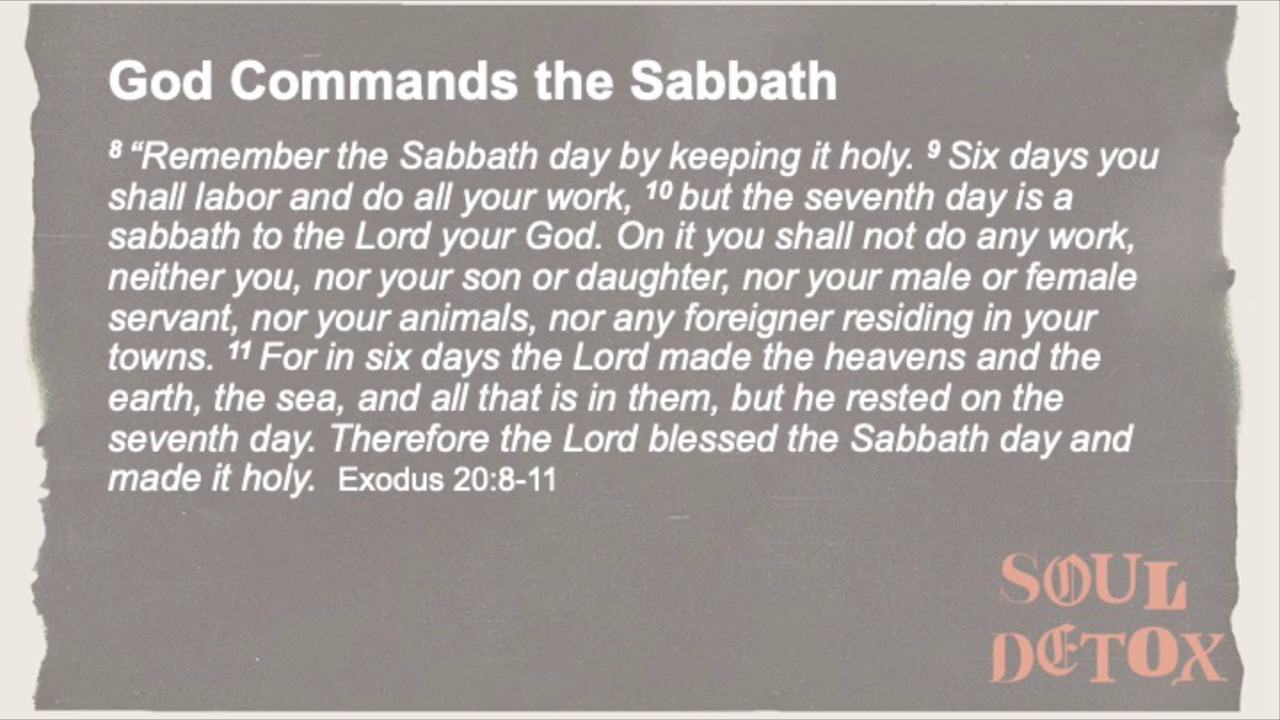 God Commands the Sabbath
8 “Remember the Sabbath day by keeping it holy. 9 Six days you
shall labor and do all your work, 10 but the seventh day is a
sabbath to the Lord your God. On it you shall not do any work,
neither you, nor your son or daughter, nor your male or female
servant, nor your animals, nor any foreigner residing in your
towns. 11 For in six days the Lord made the heavens and the
earth, the sea, and all that is in them, but he rested on the
seventh day. Therefore the Lord blessed the Sabbath day and
made it holy. Exodus 20:8-11
SOUL
DETOX